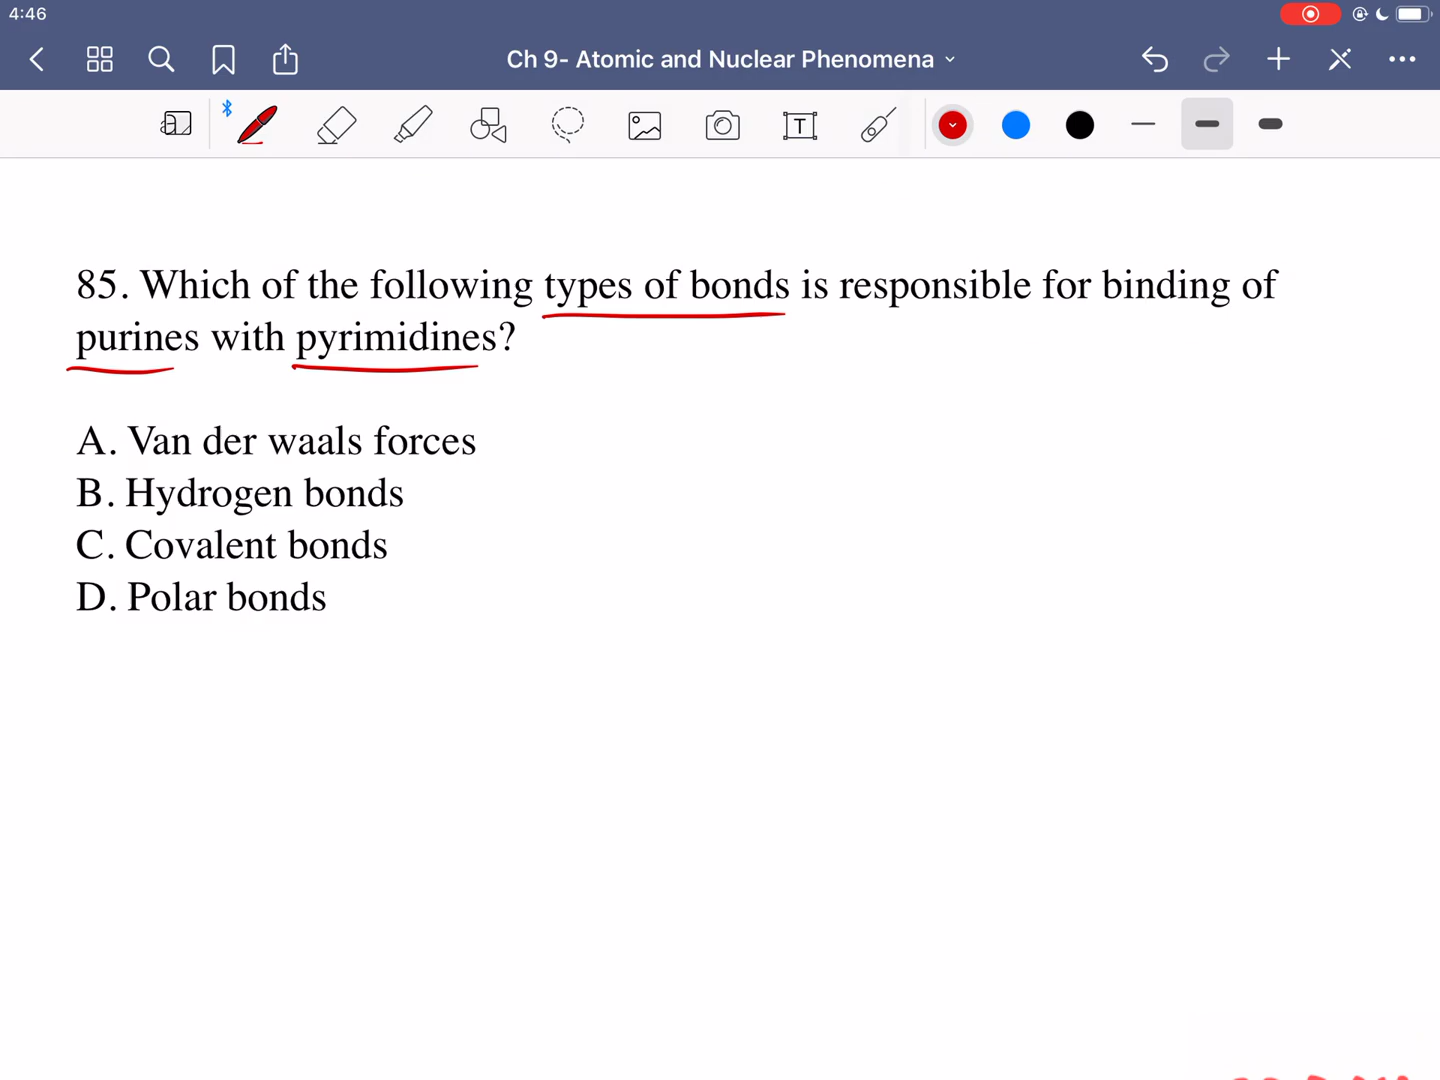 4:46
Ch 9- Atomic and Nuclear Phenomena
a
T
85. Which of the following types of bonds is responsible for binding of
purines with pyrimidines?
A. Van der waals forces
B. Hydrogen bonds
C. Covalent bonds
D. Polar bonds